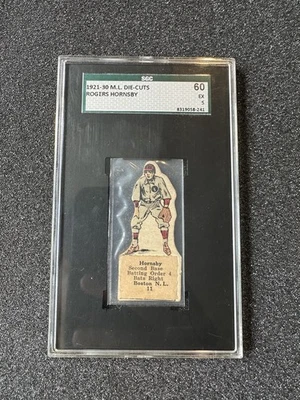 SGC
1921-30 M.L. DIE-CUTS
ROGERS HORNSBY
60
EX
5
8319058-241
Hornsby
Second Base
Batting Order 4
Bats Right
Boston N. L.
11